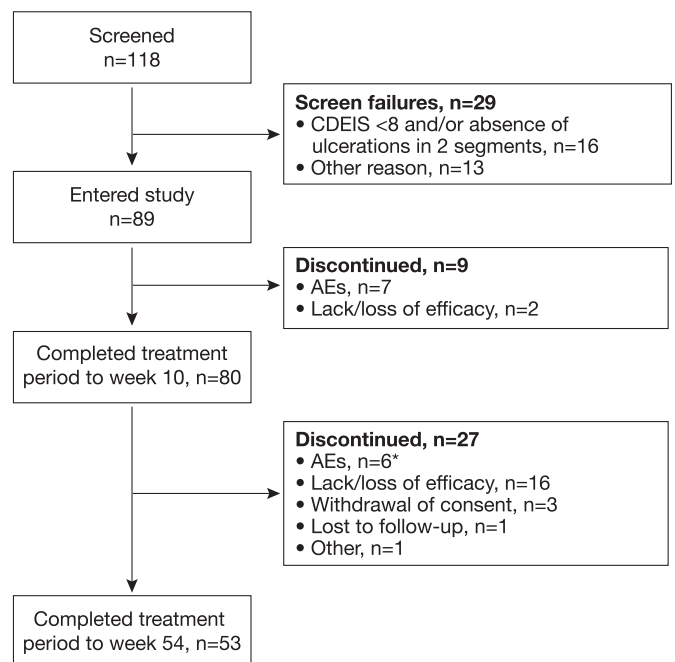 Screened
n=118
Screen failures, n=29
• CDEIS <8 and/or absence of
ulcerations in 2 segments, n=16
• Other reason, n=13
Entered study
n=89
Discontinued, n=9
• AEs, n=7
• Lack/loss of efficacy, n=2
Completed treatment
period to week 10, n=80
Discontinued, n=27
• AEs, n=6*
• Lack/loss of efficacy, n=16
• Withdrawal of consent, n=3
• Lost to follow-up, n=1
• Other, n=1
Completed treatment
period to week 54, n=53